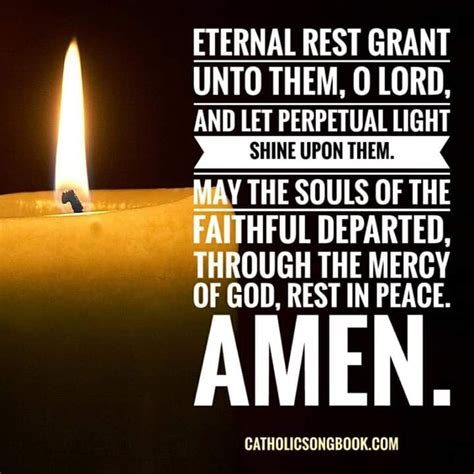 ETERNAL REST GRANT
UNTO THEM, O LORD,
AND LET PERPETUAL LIGHT
SHINE UPON THEM.
MAY THE SOULS OF THE
FAITHFUL DEPARTED,
THROUGH THE MERCY
OF GOD, REST IN PEACE.
AMEN.
CATHOLICSONGBOOK.COM